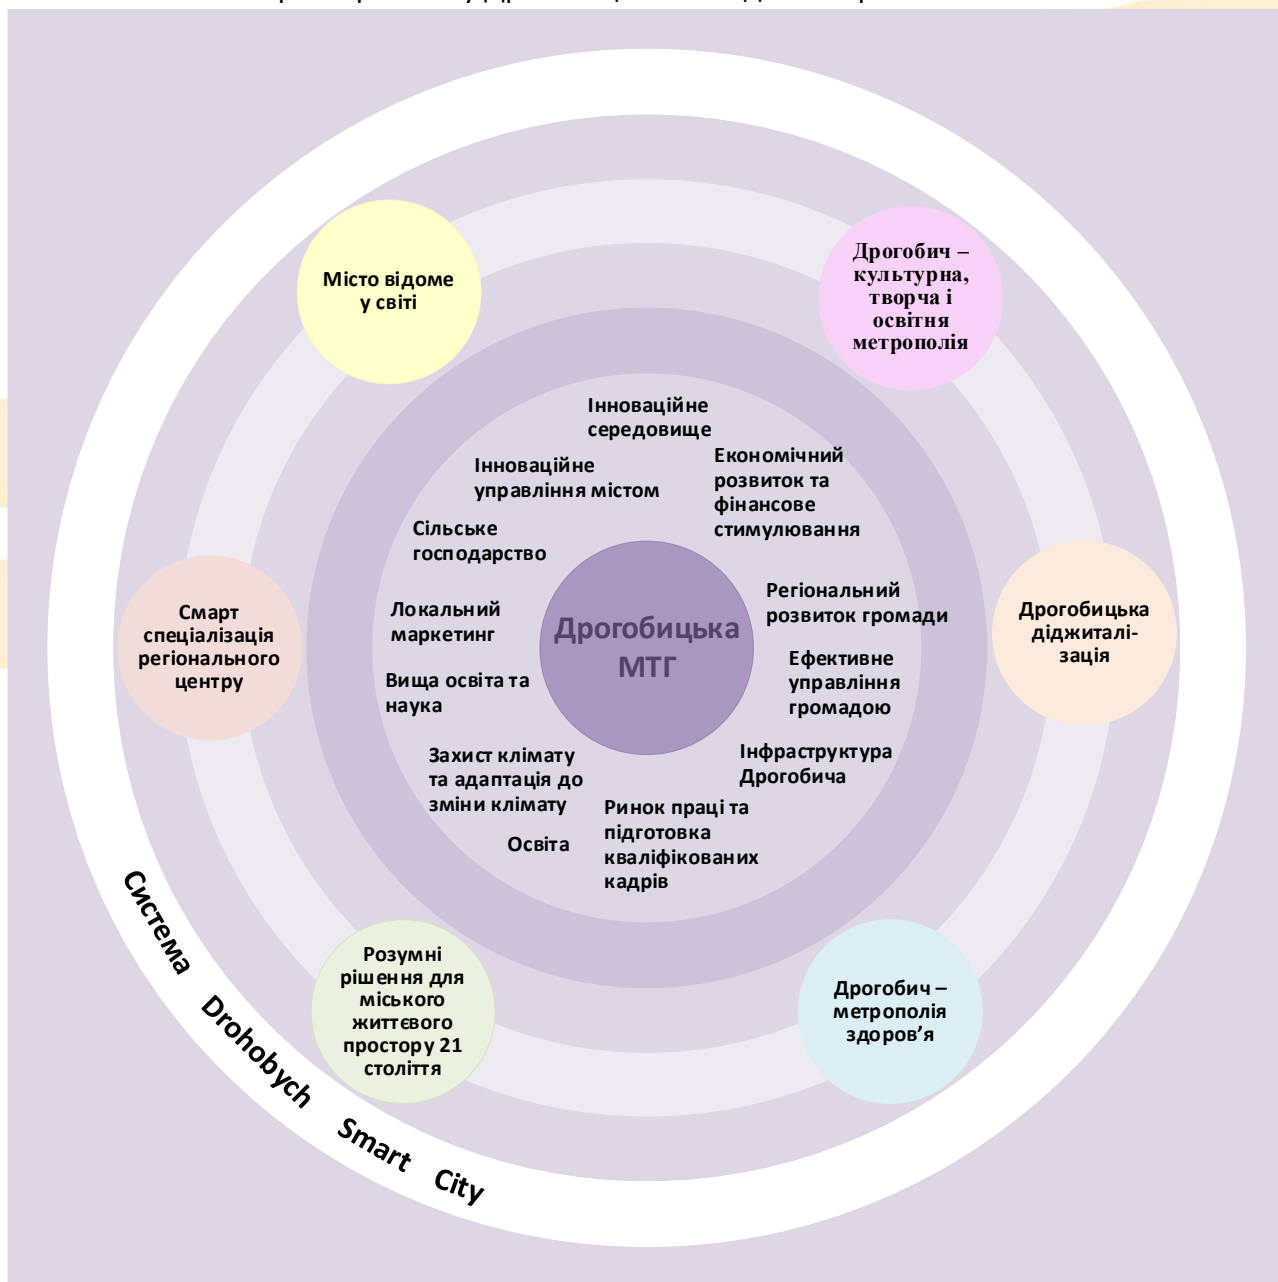 Місто відоме
у світі
Дрогобич –
культурна,
творча і
освітня
метрополія
Інноваційне
середовище
Економічний
розвиток та
фінансове
стимулювання
Інноваційне
управління містом
Сільське
господарство
Регіональний
розвиток громади
Локальний
маркетинг
Дрогобицька
МТГ
Смарт
спеціалізація
регіонального
центру
Дрогобицька
діджиталі-
зація
Ефективне
управління
громадою
Вища освіта та
наука
Інфраструктура
Дрогобича
Захист клімату
та адаптація до
зміни клімату
Ринок праці та
підготовка
кваліфікованих
кадрів
Освіта
Розумні
рішення для
міського
життєвого
простору 21
століття
Дрогобич –
метрополія
здоров’я
Система Drohobych Smart City